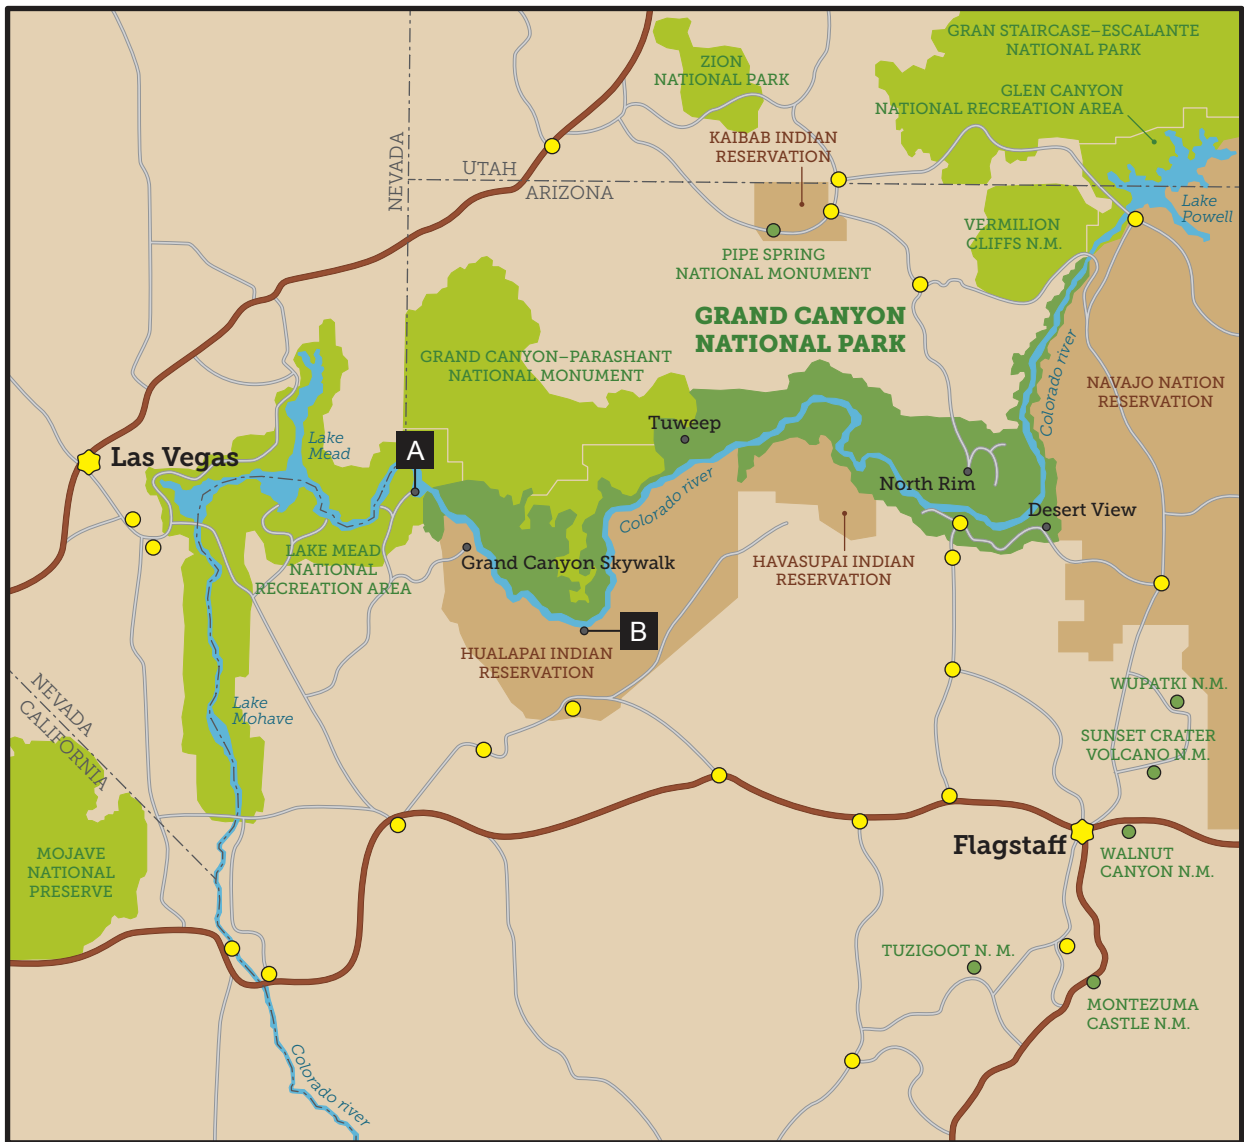 GRAN STAIRCASE–ESCALANTE
NATIONAL PARK
ZION
NATIONAL PARK
GLEN CANYON
NATIONAL RECREATION AREA
KAIBAB INDIAN
RESERVATION
NEVADA
UTAH
ARIZONA
Lake
Powell
VERMILION
CLIFFS N.M.
PIPE SPRING
NATIONAL MONUMENT
GRAND CANYON
NATIONAL PARK
GRAND CANYON–PARASHANT
NATIONAL MONUMENT
Colorado river
NAVAJO NATION
RESERVATION
Tuweep
Lake
Mead
A
Las Vegas
Colorado river
North Rim
Desert View
LAKE MEAD
NATIONAL
RECREATION AREA
Grand Canyon Skywalk
HAVASUPAI INDIAN
RESERVATION
B
HUALAPAI INDIAN
RESERVATION
NEVADA
CALIFORNIA
Lake
Mohave
WUPATKI N.M.
SUNSET CRATER
VOLCANO N.M.
MOJAVE
NATIONAL
PRESERVE
Flagstaff
WALNUT
CANYON N.M.
TUZIGOOT N. M.
MONTEZUMA
CASTLE N.M.
Colorado river